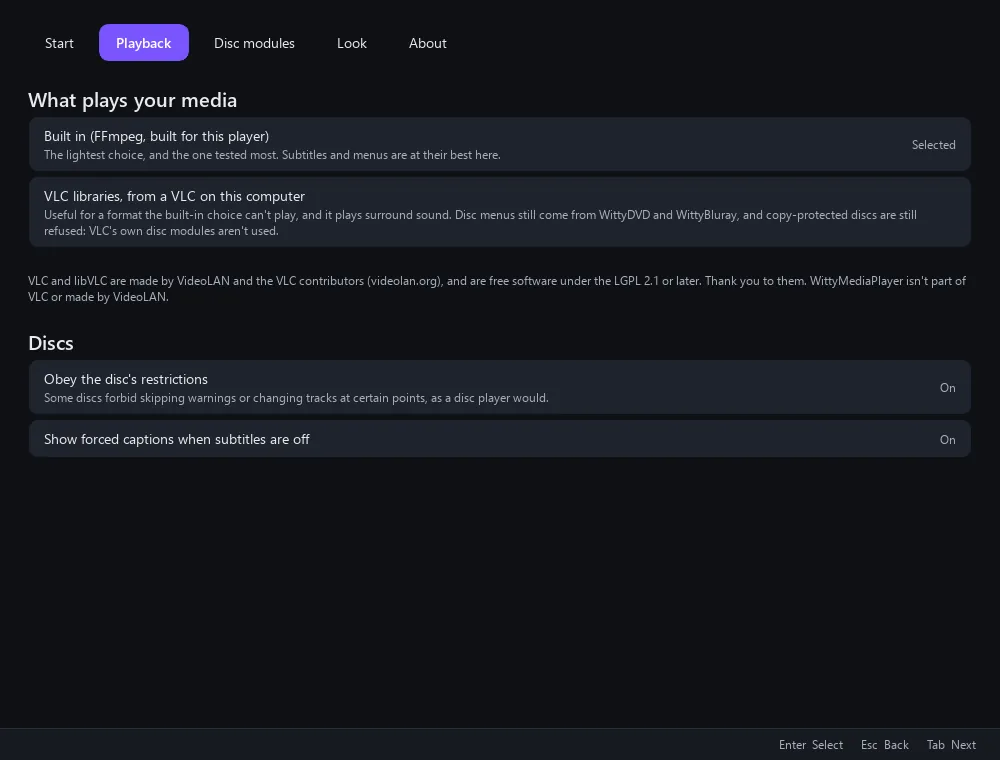 Start Playback Disc modules Look About
What plays your media
Built in (FFmpeg, built for this player)
The lightest choice, and the one tested most. Subtitles and menus are at their best here.
Selected
VLC libraries, from a VLC on this computer
Useful for a format the built-in choice can't play, and it plays surround sound. Disc menus still come from WittyDVD and WittyBluray, and copy-protected discs are still
refused: VLC's own disc modules aren't used.
VLC and libVLC are made by VideoLAN and the VLC contributors (videolan.org), and are free software under the LGPL 2.1 or later. Thank you to them. WittyMediaPlayer isn't part of
VLC or made by VideoLAN.
Discs
Obey the disc's restrictions
Some discs forbid skipping warnings or changing tracks at certain points, as a disc player would.
On
Show forced captions when subtitles are off
On
Enter Select Esc Back Tab Next